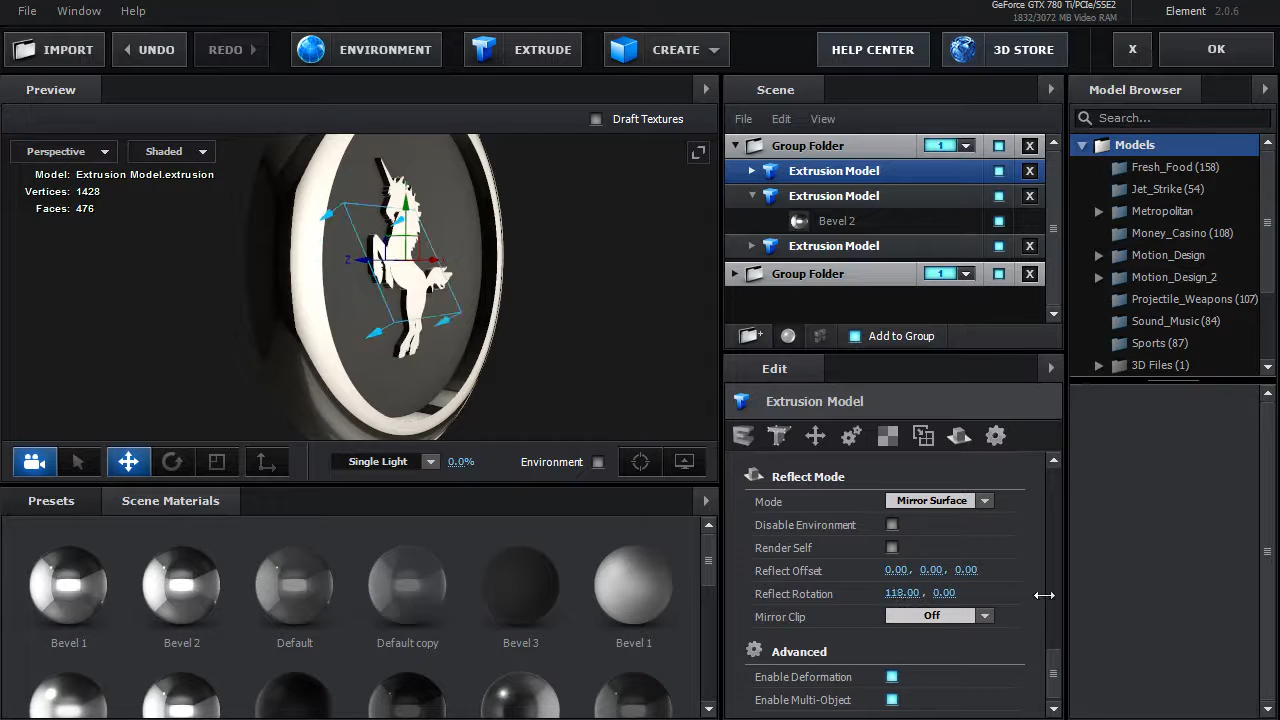 File Window Help
GeForce GTX 780 Ti/PCIe/SSE2
1832/3072 MB Video RAM
Element 2.0.6
IMPORT UNDO REDO ENVIRONMENT EXTRUDE CREATE HELP CENTER 3D STORE X OK
Preview
Draft Textures
Perspective Shaded
Model: Extrusion Model.extrusion
Vertices: 1428
Faces: 476
Z
Single Light 0.0% Environment
Presets Scene Materials
Bevel 1 Bevel 2 Default Default copy Bevel 3 Bevel 1
Scene
File Edit View
Group Folder 1 X
Extrusion Model X
Extrusion Model X
Bevel 2
Extrusion Model X
Group Folder 1 X
Add to Group
Edit
Extrusion Model
Reflect Mode
Mode Mirror Surface
Disable Environment
Render Self
Reflect Offset 0.00, 0.00, 0.00
Reflect Rotation 118.00, 0.00
Mirror Clip Off
Advanced
Enable Deformation
Enable Multi-Object
Model Browser
Search...
Models
Fresh_Food (158)
Jet_Strike (54)
Metropolitan
Money_Casino (108)
Motion_Design
Motion_Design_2
Projectile_Weapons (107)
Sound_Music (84)
Sports (87)
3D Files (1)